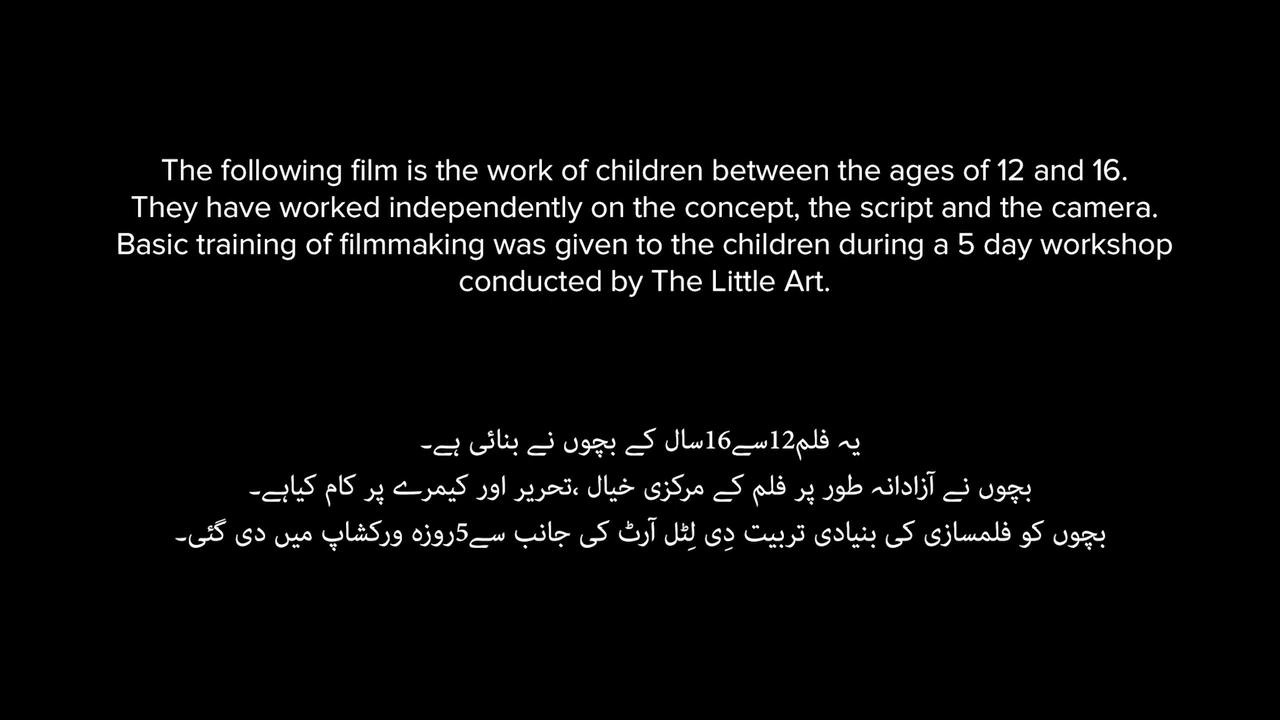 The following film is the work of children between the ages of 12 and 16.
They have worked independently on the concept, the script and the camera.
Basic training of filmmaking was given to the children during a 5 day workshop
conducted by The Little Art.
یہ فلم12سے16سال کے بچوں نے بنائی ہے۔
بچوں نے آزادانہ طور پر فلم کے مرکزی خیال ،تحریر اور کیمرے پر کام کیاہے۔
بچوں کو فلمسازی کی بنیادی تربیت دِی لِٹل آرٹ کی جانب سے5روزہ ورکشاپ میں دی گئی۔